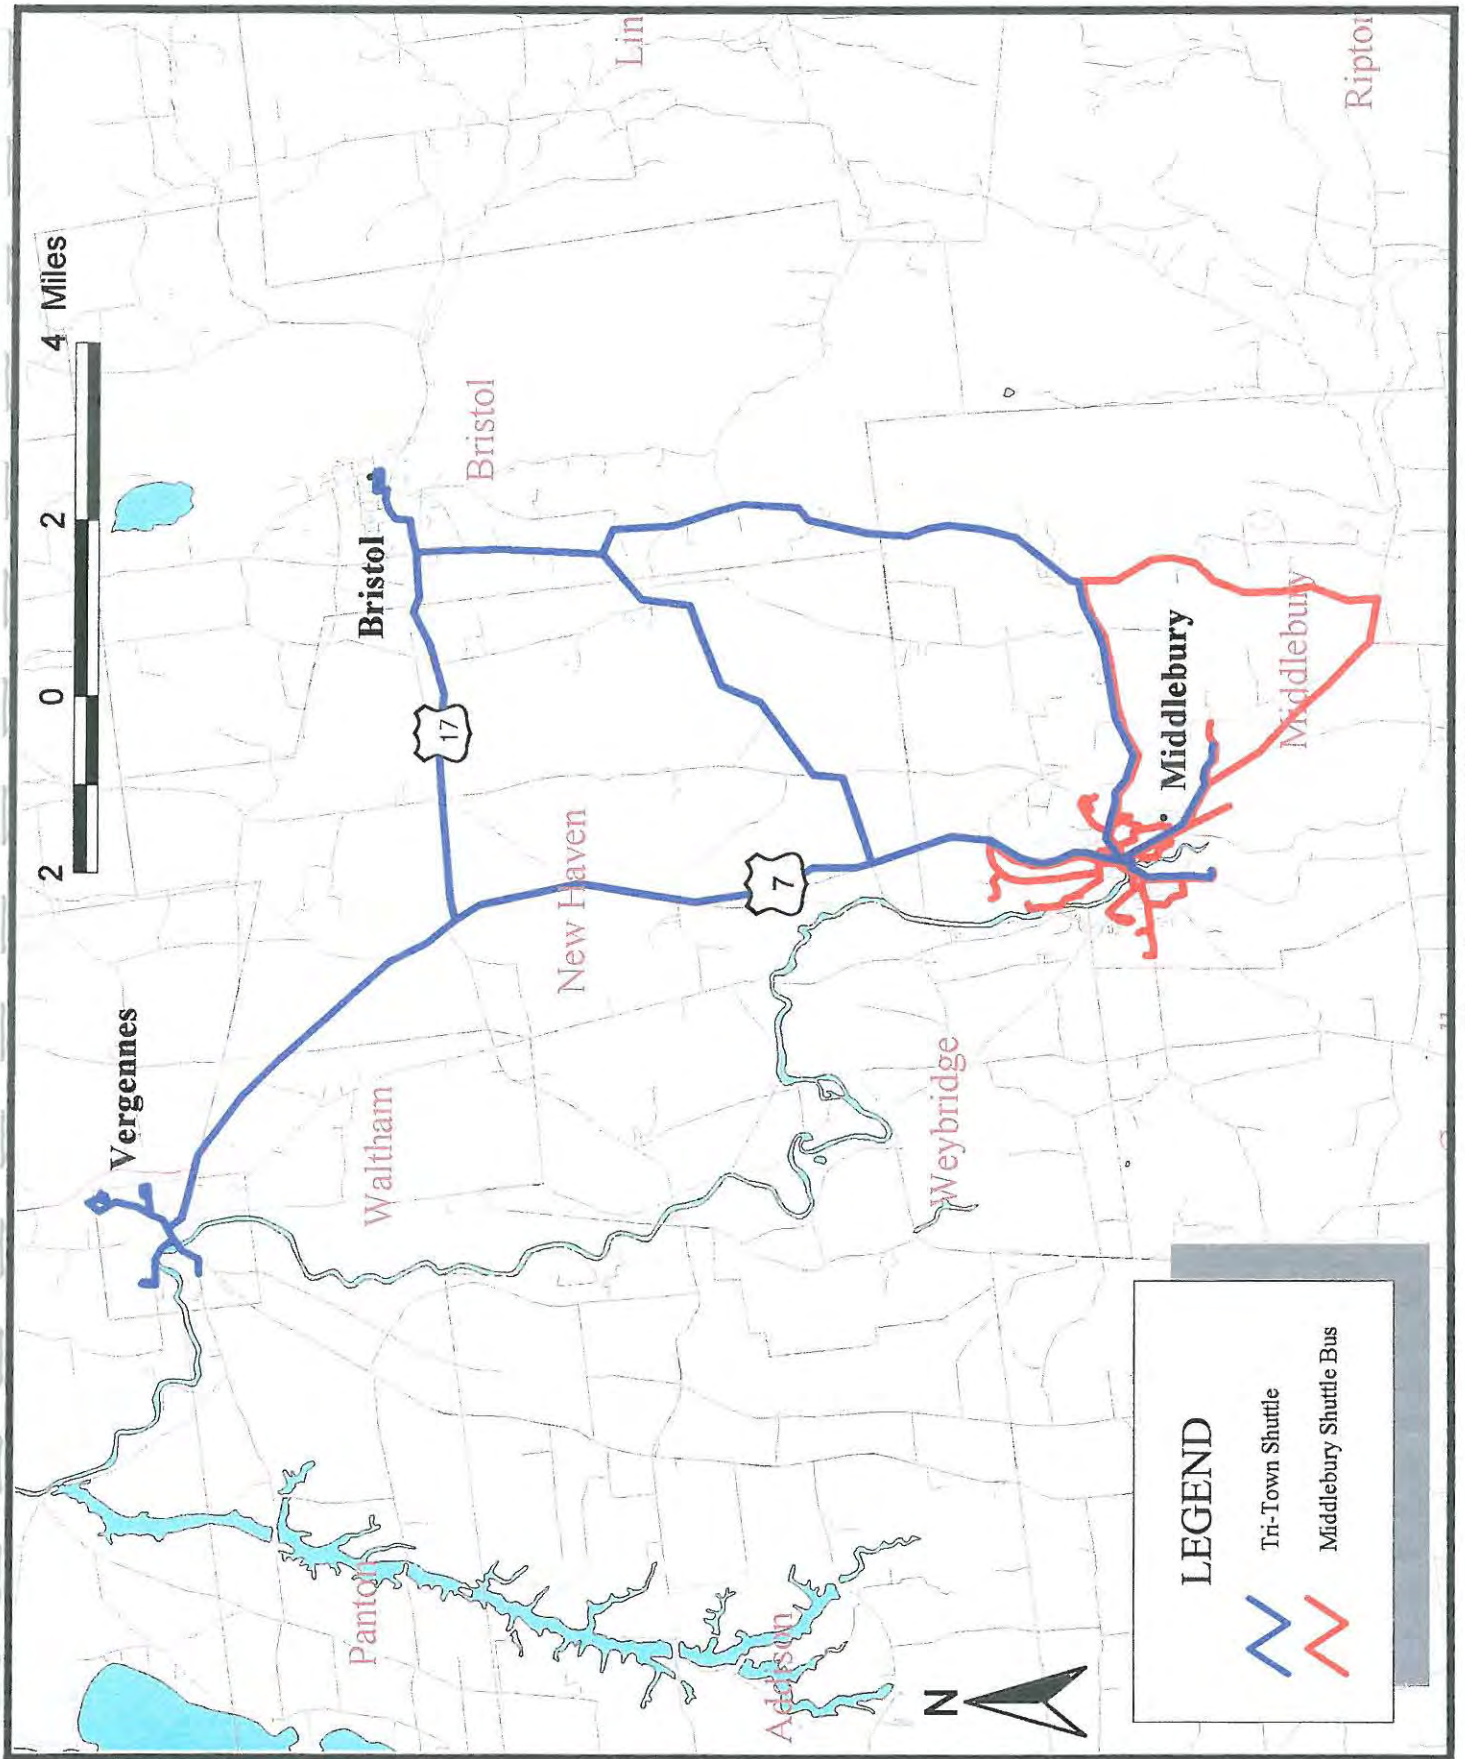 2 0 2 4 Miles
Vergennes
Bristol
Panton
Waltham
17
Bristol
New Haven
Lin
7
Addison
N
Weybridge
Middlebury
Middlebury
Ripton
LEGEND
Tri-Town Shuttle
Middlebury Shuttle Bus